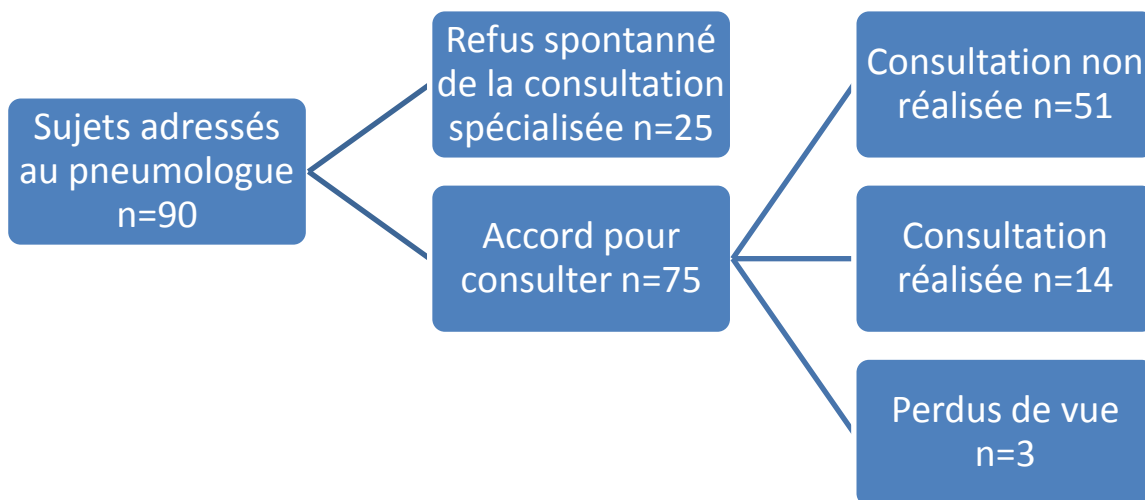 Sujets adressés
au pneumologue
n=90
Refus spontanné
de la consultation
spécialisée n=25
Accord pour
consulter n=75
Consultation non
réalisée n=51
Consultation
réalisée n=14
Perdus de vue
n=3